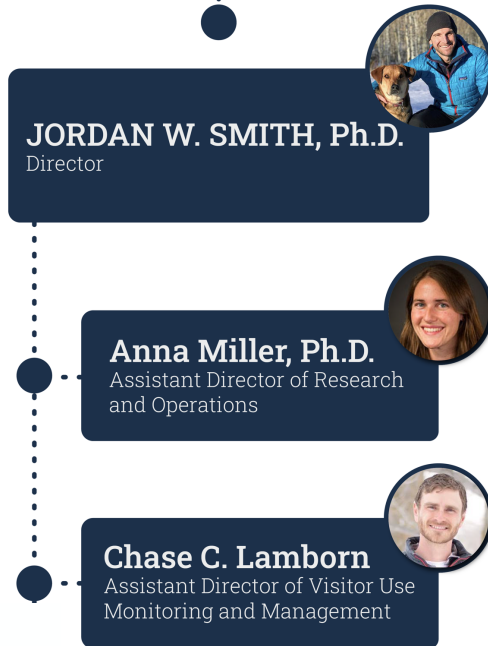 JORDAN W. SMITH, Ph.D.
Director
Anna Miller, Ph.D.
Assistant Director of Research
and Operations
Chase C. Lamborn
Assistant Director of Visitor Use
Monitoring and Management